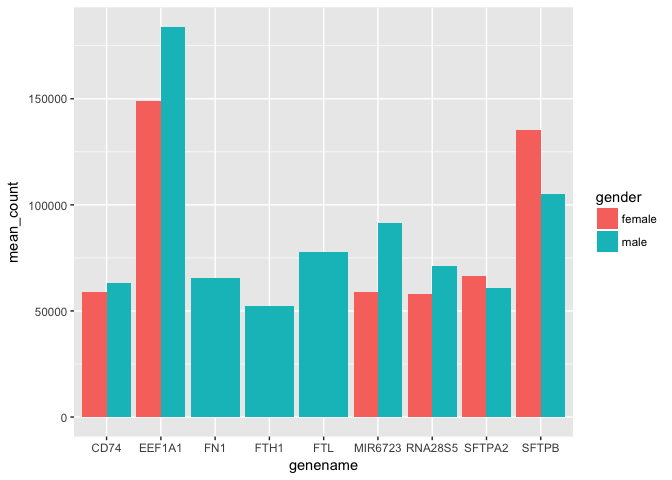 mean_count
150000
100000
50000
0
CD74 EEF1A1 FN1 FTH1 FTL MIR6723 RNA28S5 SFTPA2 SFTPB
genename
gender
female
male